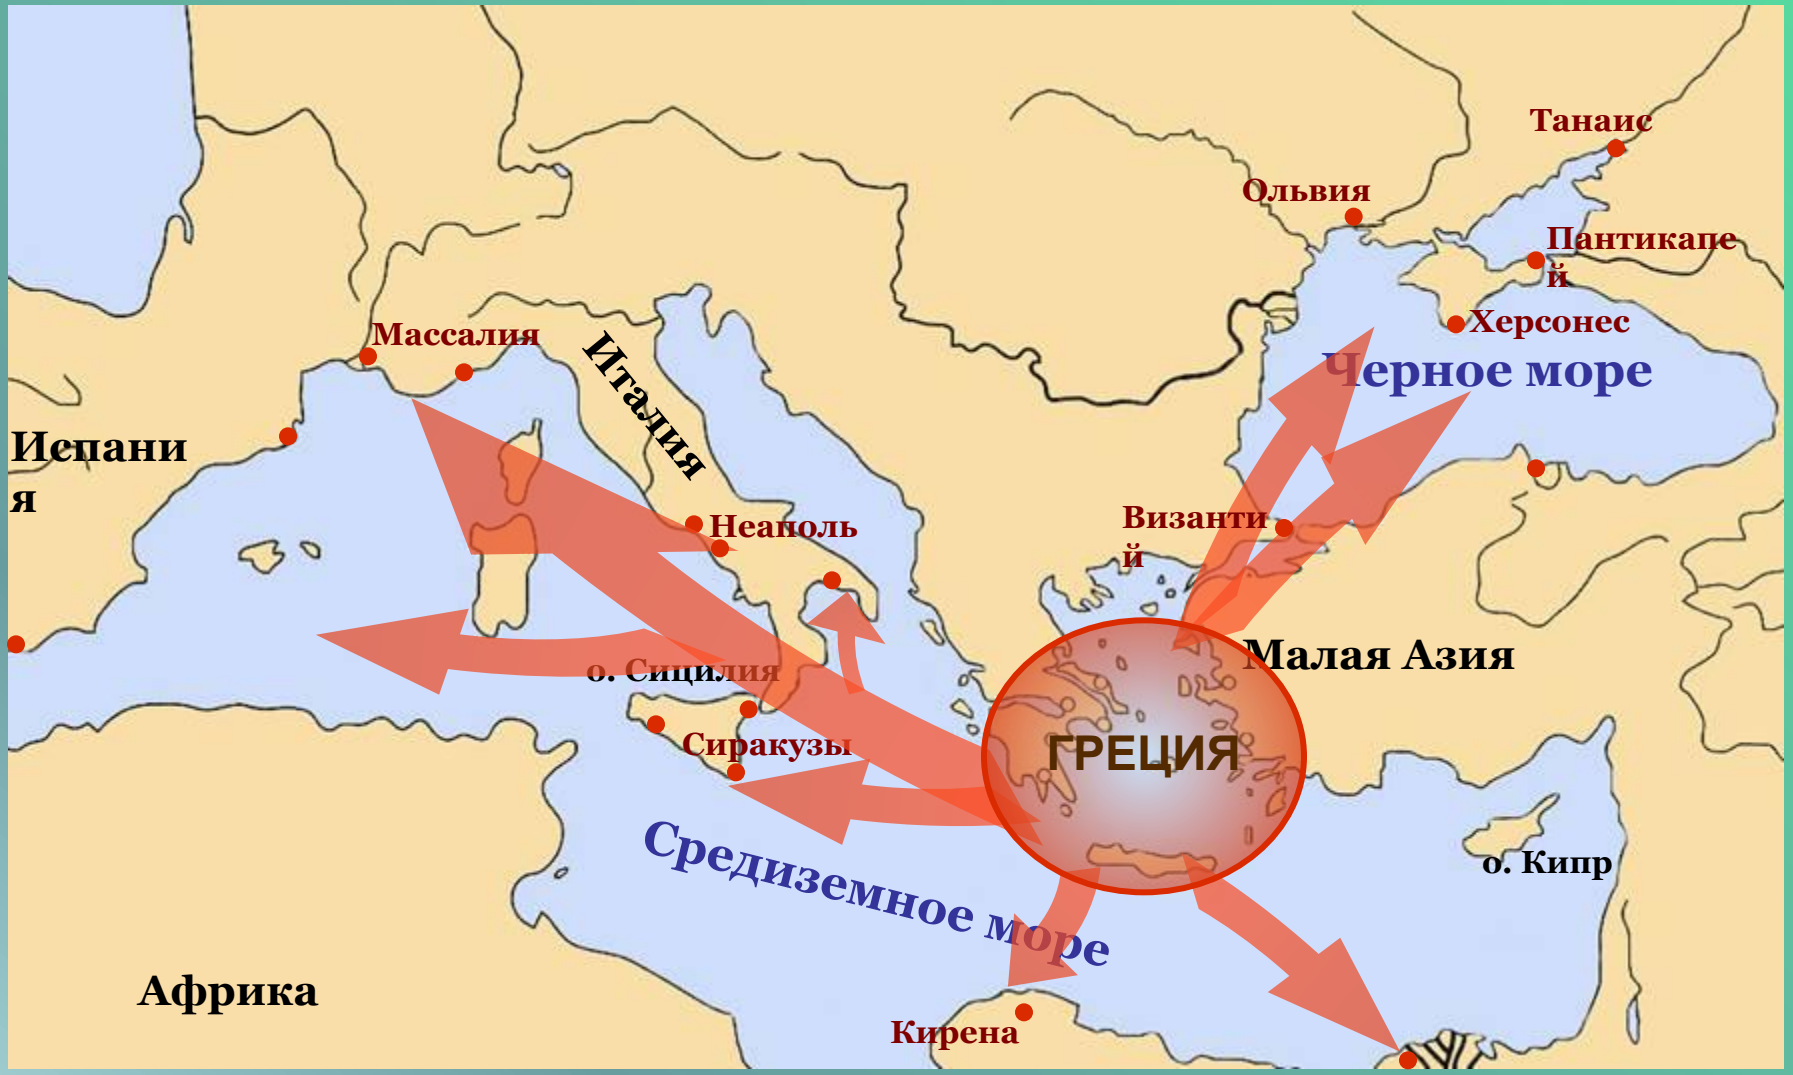 Танаис
Ольвия
Пантикапе
й
Херсонес
Черное море
Массалия
Италия
Испани
я
Неаполь
Византи
й
Малая Азия
о. Сицилия
Сиракузы
ГРЕЦИЯ
Средиземное море
о. Кипр
Африка
Кирена